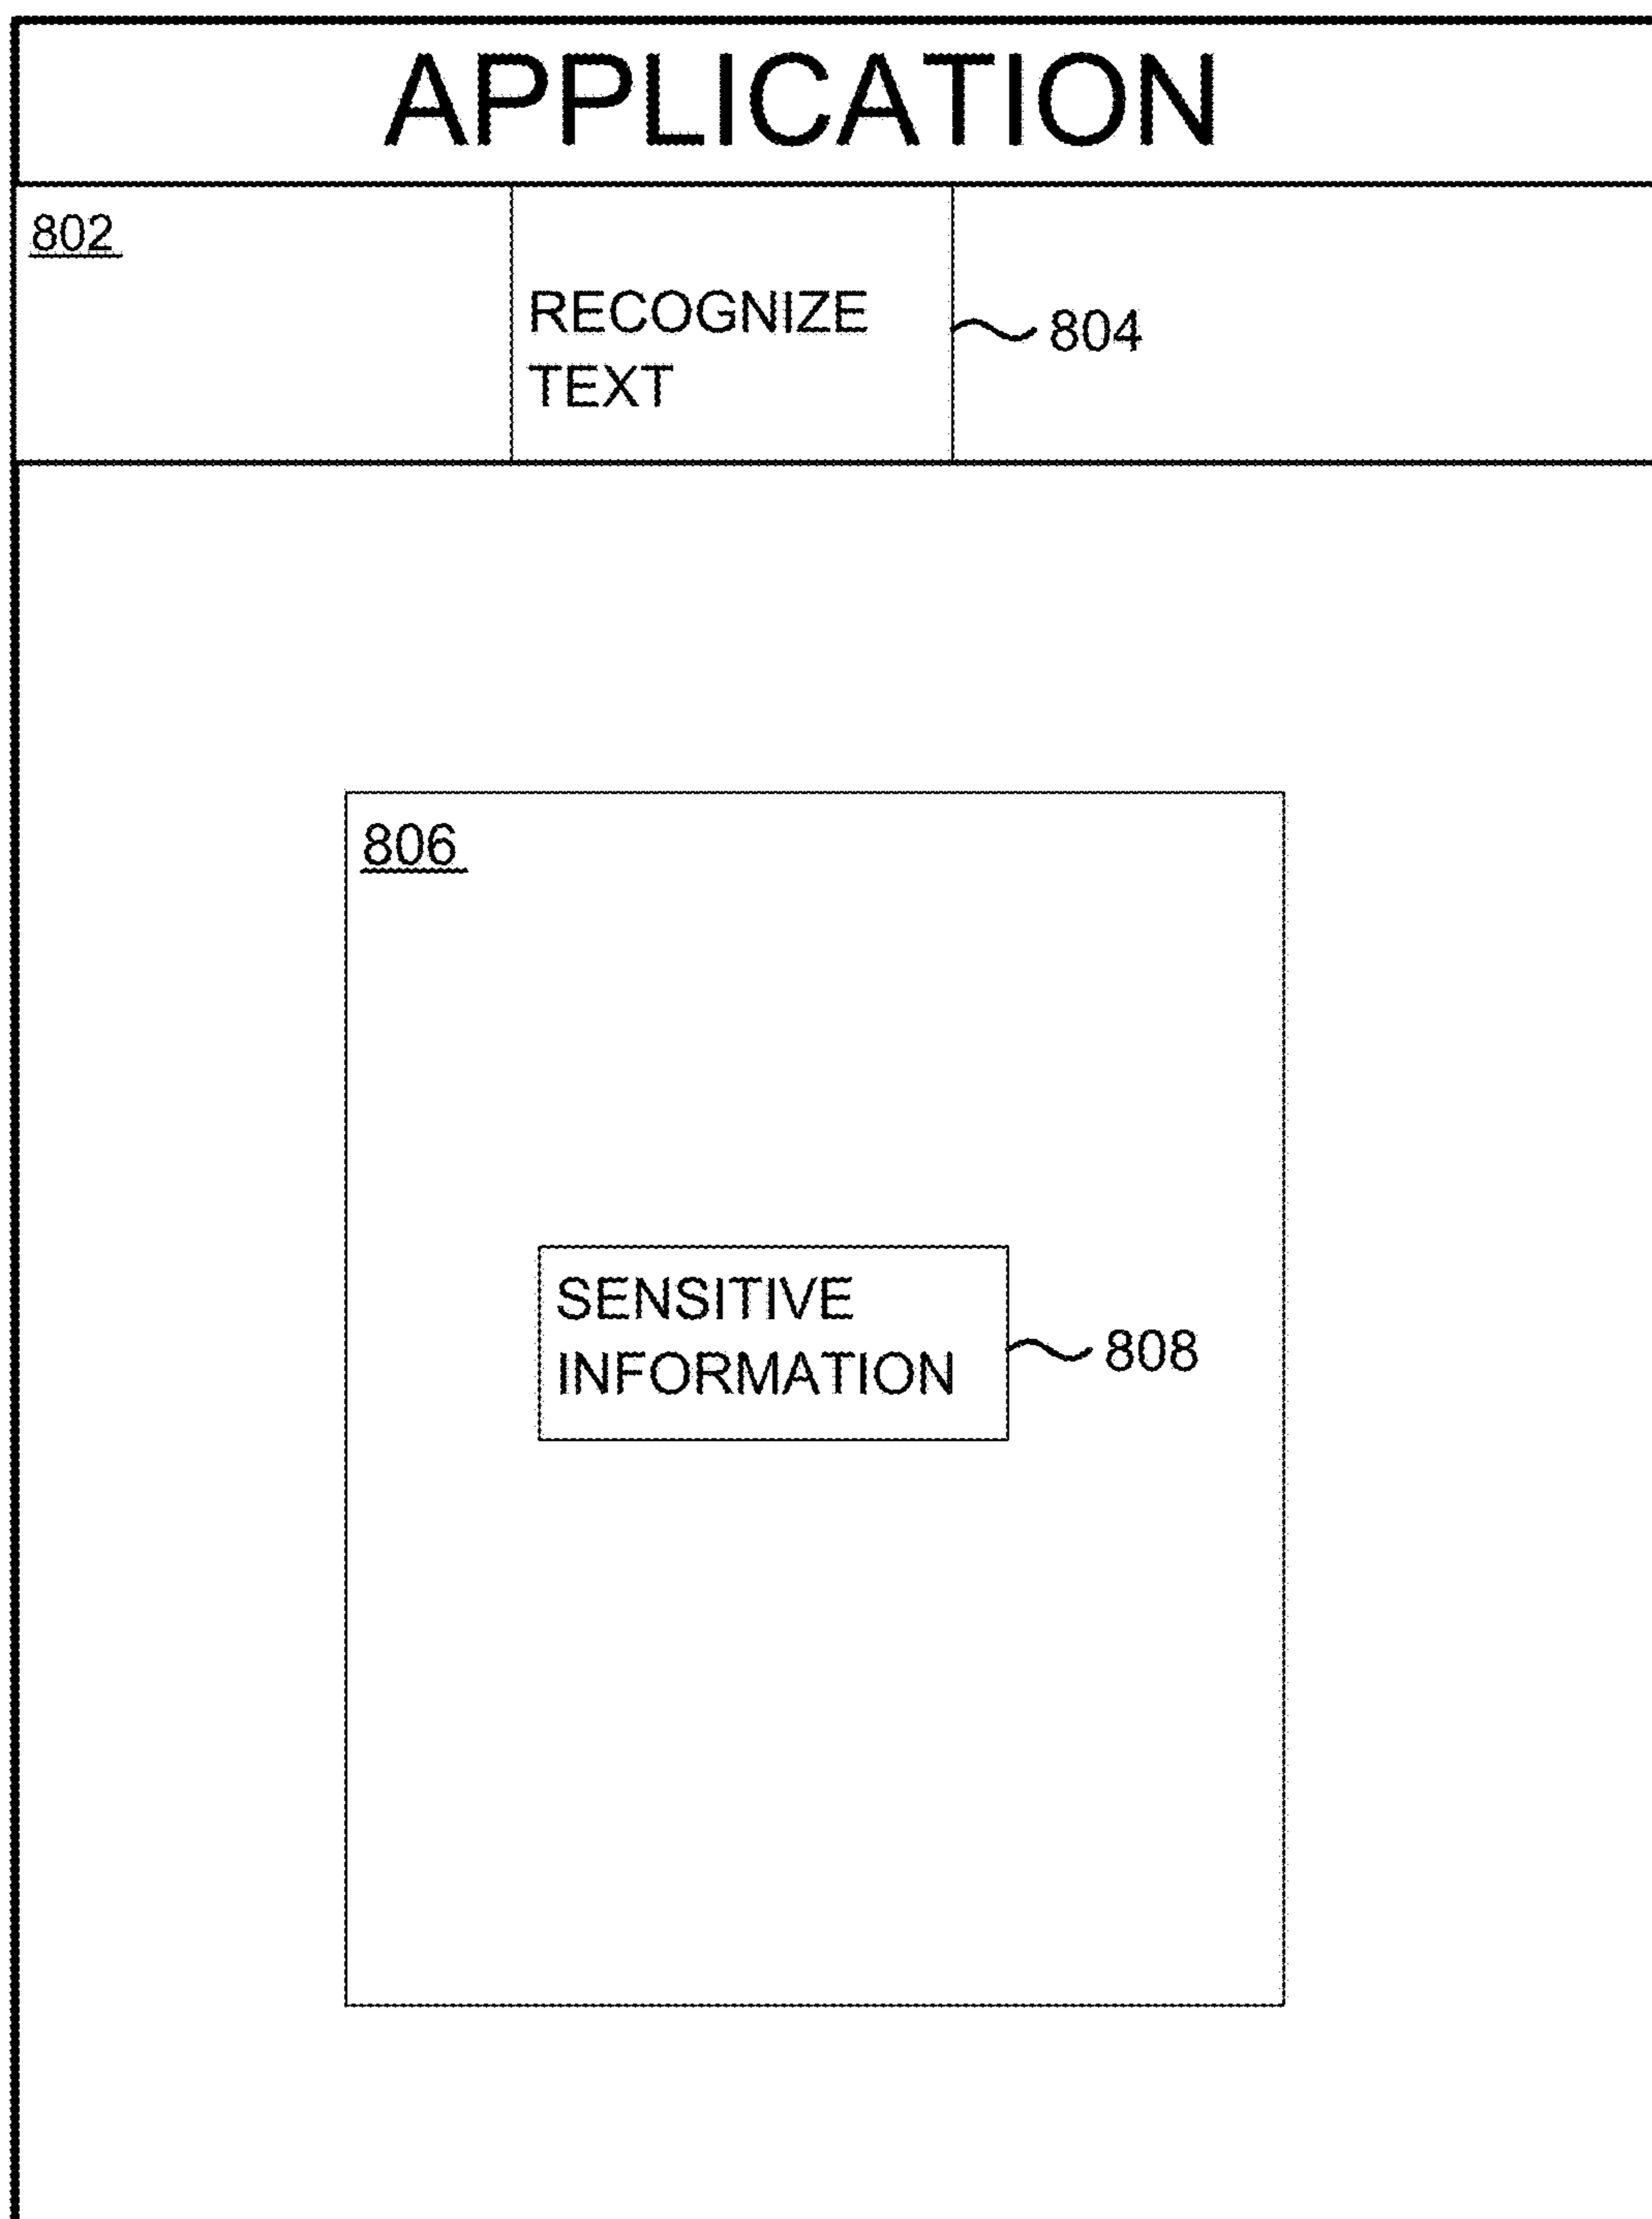 APPLICATION
802
RECOGNIZE
TEXT
804
806
SENSITIVE
INFORMATION
808